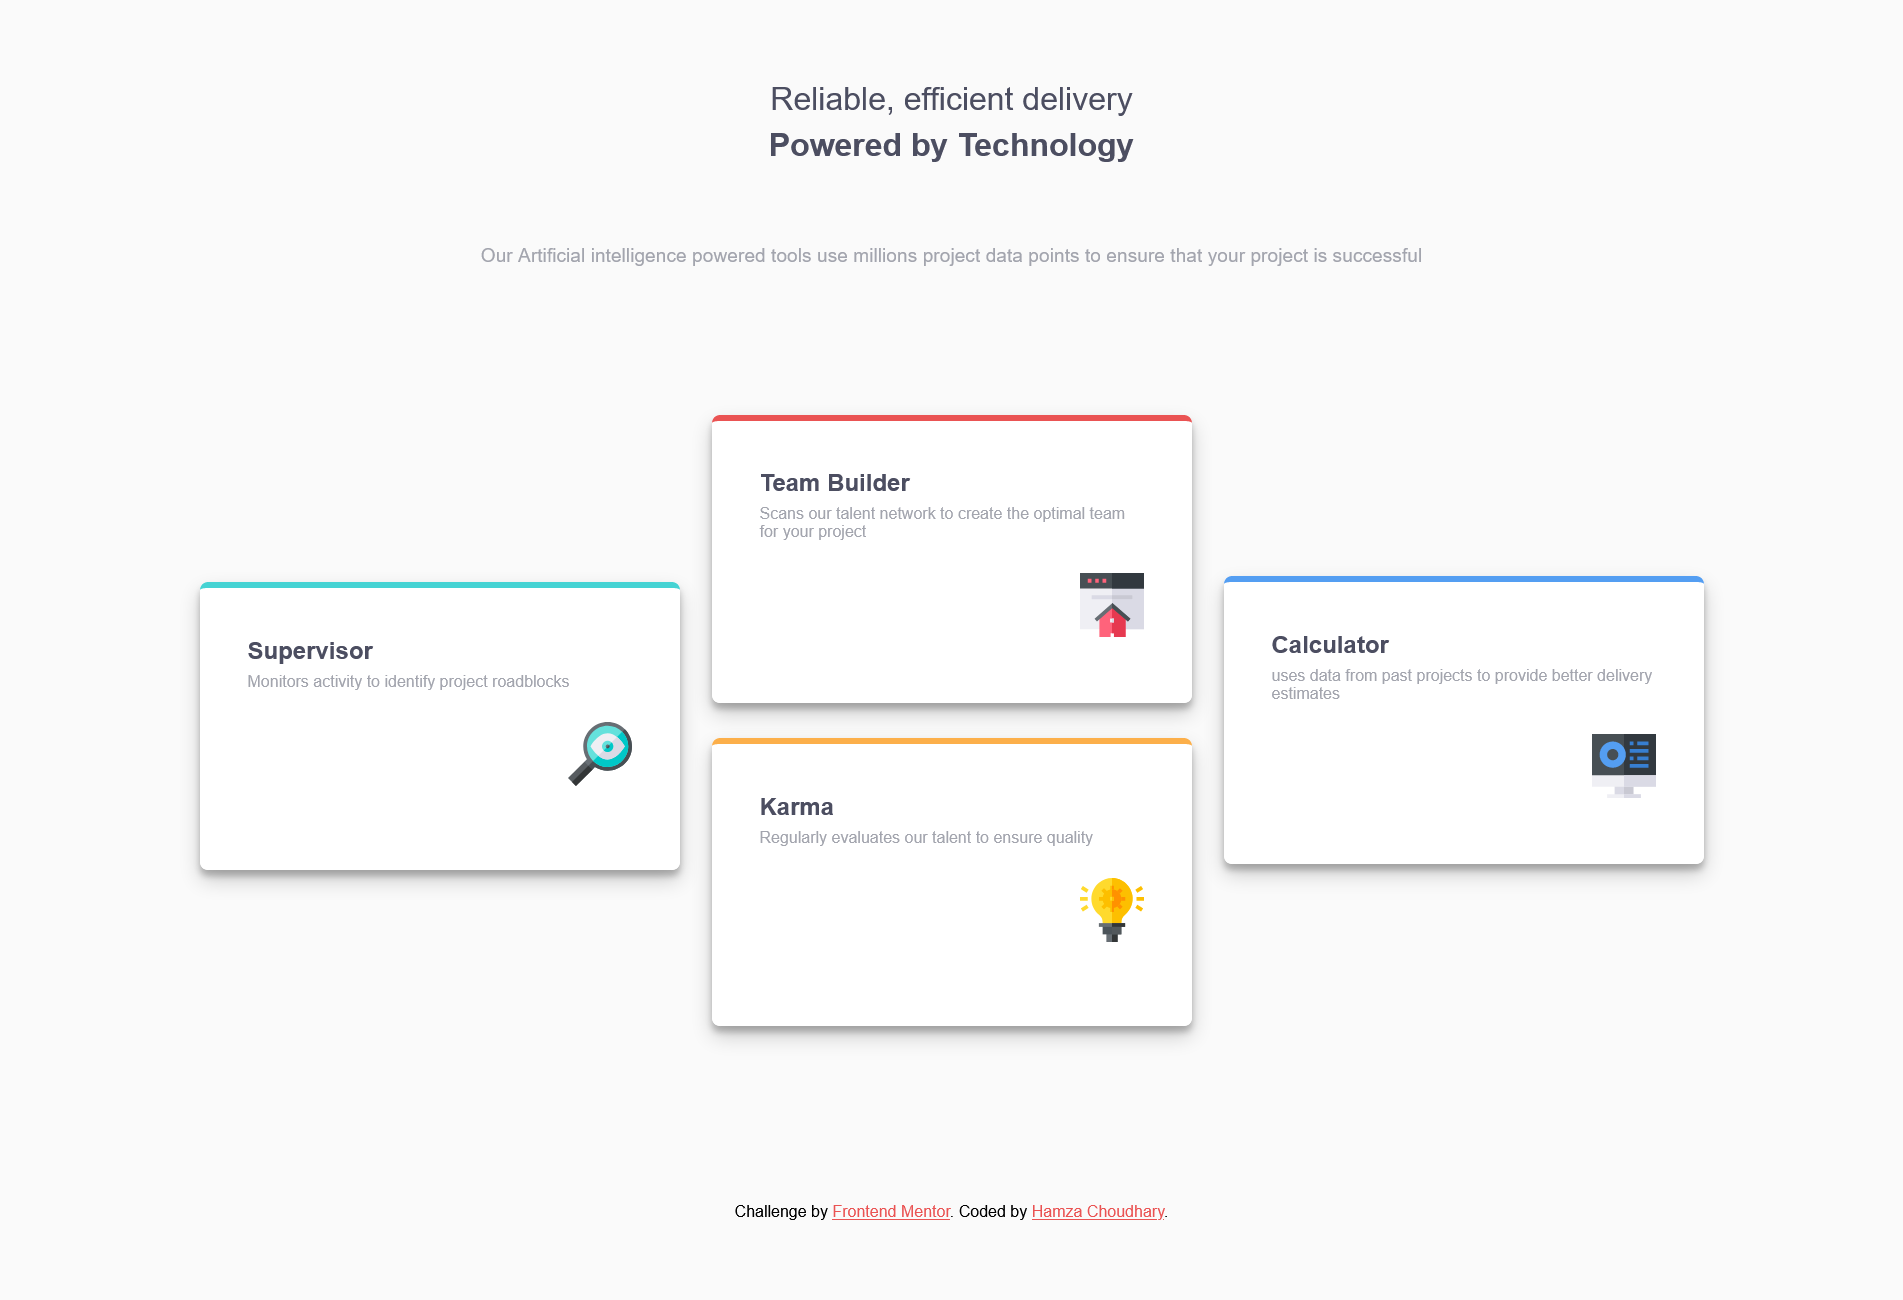 Reliable, efficient delivery
Powered by Technology
Our Artificial intelligence powered tools use millions project data points to ensure that your project is successful
Team Builder
Scans our talent network to create the optimal team
for your project
Supervisor
Monitors activity to identify project roadblocks
Calculator
uses data from past projects to provide better delivery
estimates
Karma
Regularly evaluates our talent to ensure quality
Challenge by Frontend Mentor. Coded by Hamza Choudhary.